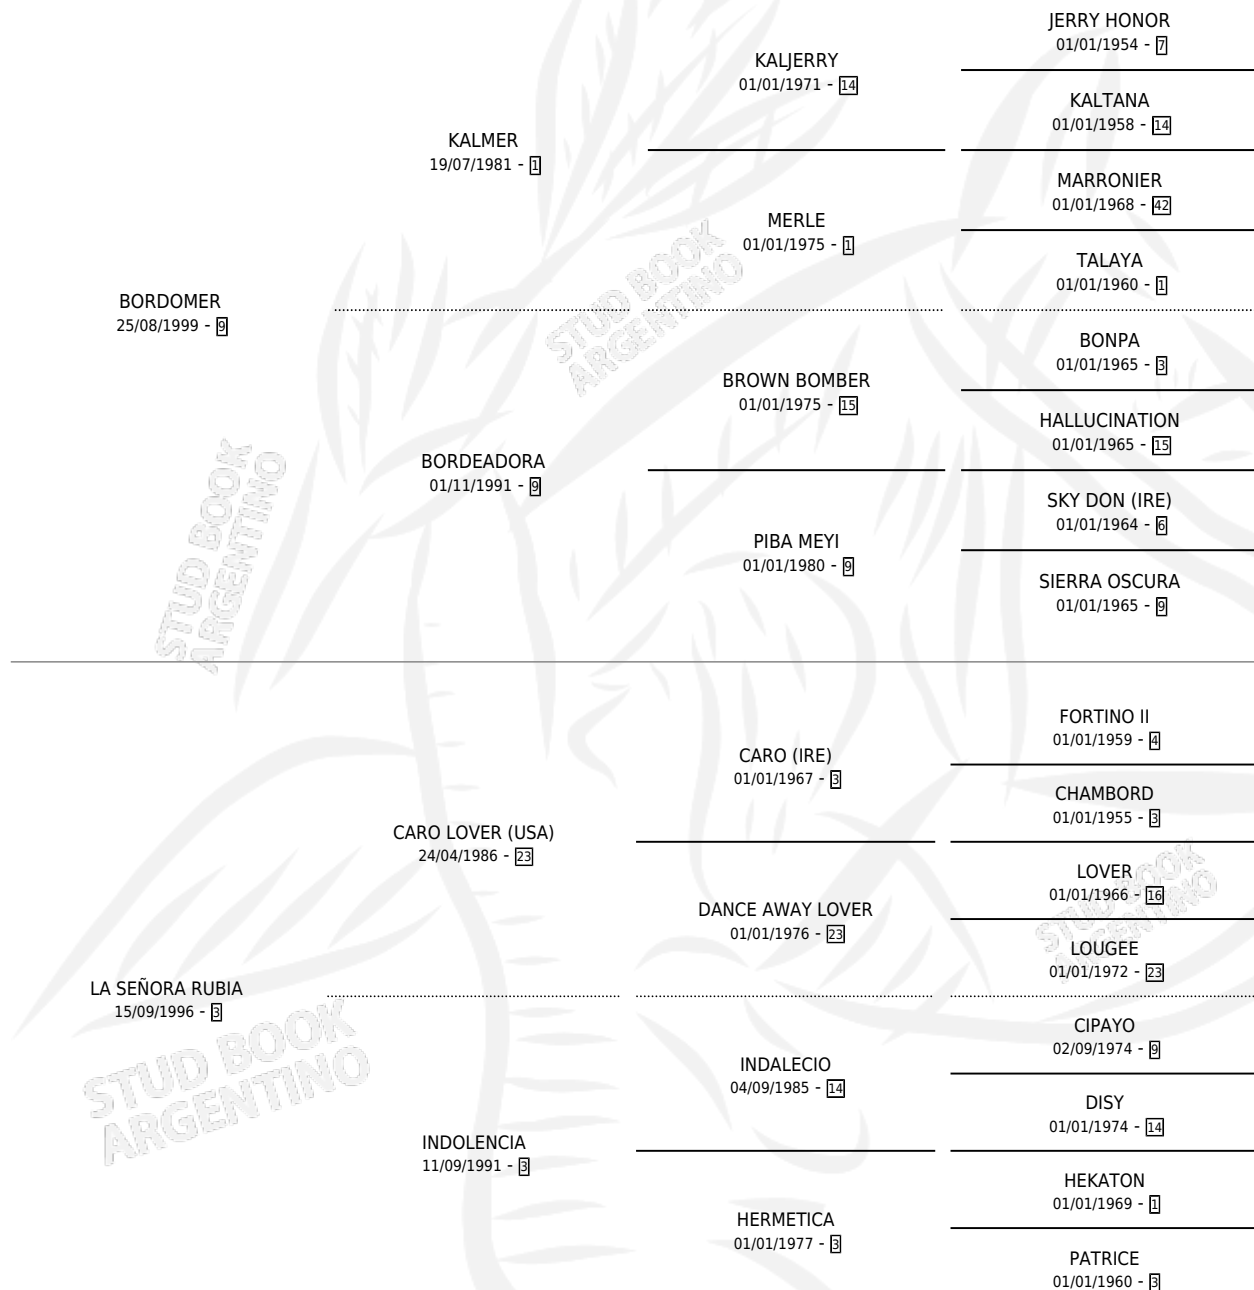 JERRY HONOR
01/01/1954 - 7
KALJERRY
01/01/1971 - 14
KALTANA
01/01/1958 - 14
KALMER
19/07/1981 - 1
MARRONIER
01/01/1968 - 42
MERLE
01/01/1975 - 1
TALAYA
01/01/1960 - 1
BORDOMER
25/08/1999 - 9
BONPA
01/01/1965 - 3
BROWN BOMBER
01/01/1975 - 15
HALLUCINATION
01/01/1965 - 15
BORDEADORA
01/11/1991 - 9
SKY DON (IRE)
01/01/1964 - 6
PIBA MEYI
01/01/1980 - 9
SIERRA OSCURA
01/01/1965 - 9
FORTINO II
01/01/1959 - 4
CARO (IRE)
01/01/1967 - 3
CHAMBORD
01/01/1955 - 3
CARO LOVER (USA)
24/04/1986 - 23
LOVER
01/01/1966 - 16
DANCE AWAY LOVER
01/01/1976 - 23
LOUGEE
01/01/1972 - 23
LA SEÑORA RUBIA
15/09/1996 - 3
CIPAYO
02/09/1974 - 9
INDALECIO
04/09/1985 - 14
DISY
01/01/1974 - 14
INDOLENCIA
11/09/1991 - 3
HEKATON
01/01/1969 - 1
HERMETICA
01/01/1977 - 3
PATRICE
01/01/1960 - 3
STUD BOOK
ARGENTINO
STUD BOOK
ARGENTINO
STUD BOOK
ARGENTINO
STUD BOOK
ARGENTINO